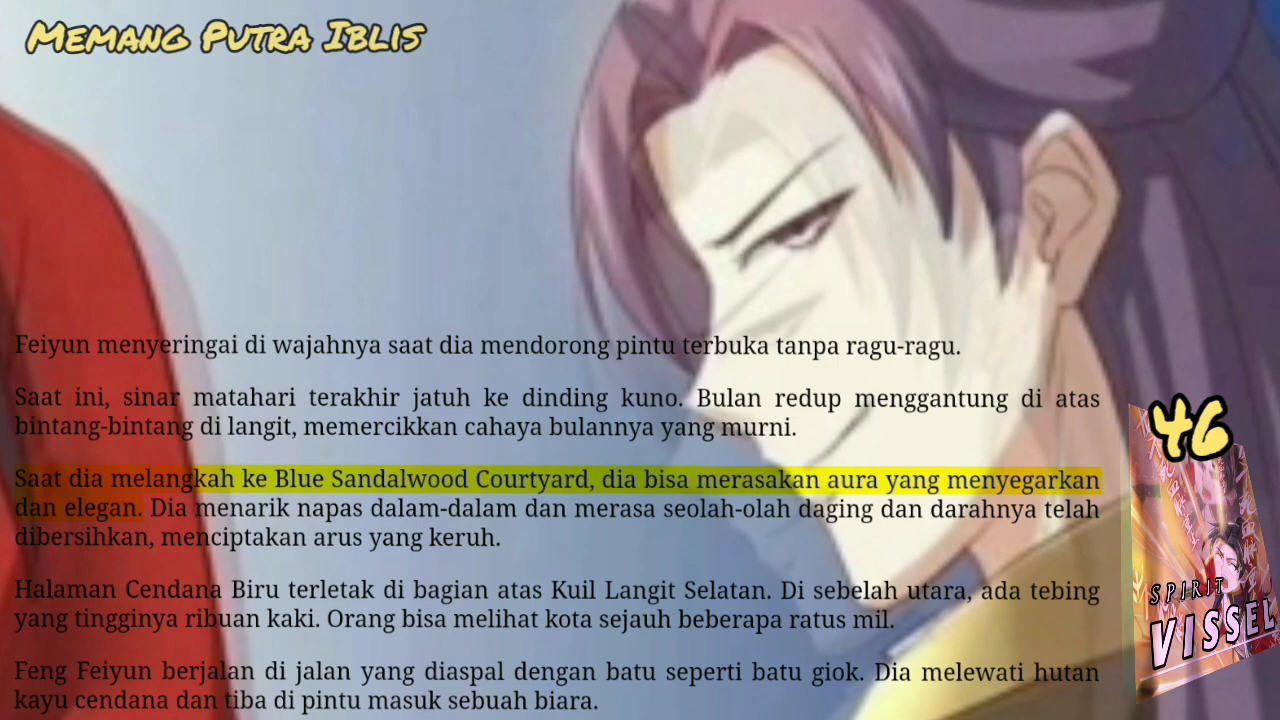 Memang Putra Iblis
Feiyun menyeringai di wajahnya saat dia mendorong pintu terbuka tanpa ragu-ragu.
Saat ini, sinar matahari terakhir jatuh ke dinding kuno. Bulan redup menggantung di atas
bintang-bintang di langit, memercikkan cahaya bulannya yang murni.
Saat dia melangkah ke Blue Sandalwood Courtyard, dia bisa merasakan aura yang menyegarkan
dan elegan. Dia menarik napas dalam-dalam dan merasa seolah-olah daging dan darahnya telah
dibersihkan, menciptakan arus yang keruh.
Halaman Cendana Biru terletak di bagian atas Kuil Langit Selatan. Di sebelah utara, ada tebing
yang tingginya ribuan kaki. Orang bisa melihat kota sejauh beberapa ratus mil.
Feng Feiyun berjalan di jalan yang diaspal dengan batu seperti batu giok. Dia melewati hutan
kayu cendana dan tiba di pintu masuk sebuah biara.
46
SPIRIT
VISSEL